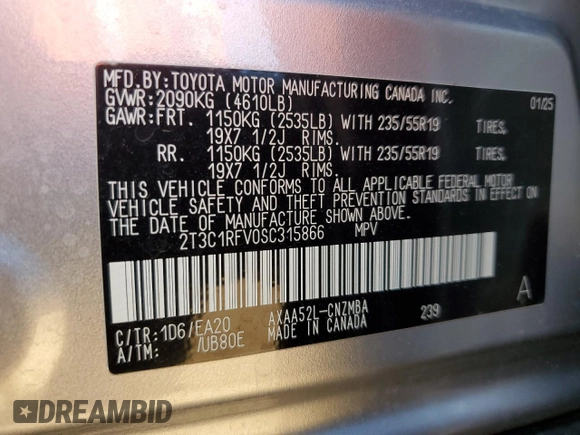 MFD. BY: TOYOTA MOTOR MANUFACTURING CANADA INC.
GVWR: 2090KG (4610LB) 01/25
GAWR: FRT. 1150KG (2535LB) WITH 235/55R19 TIRES,
19X7 1/2J RIMS.
RR. 1150KG (2535LB) WITH 235/55R19 TIRES,
19X7 1/2J RIMS.
THIS VEHICLE CONFORMS TO ALL APPLICABLE FEDERAL MOTOR
VEHICLE SAFETY AND THEFT PREVENTION STANDARDS IN EFFECT ON
THE DATE OF MANUFACTURE SHOWN ABOVE.
2T3C1RFV0SC315866 MPV
C/TR: 1D6/EA20 AXAA52L-CNZMBA 239 A
A/TM: /UB80E MADE IN CANADA
DREAMBID